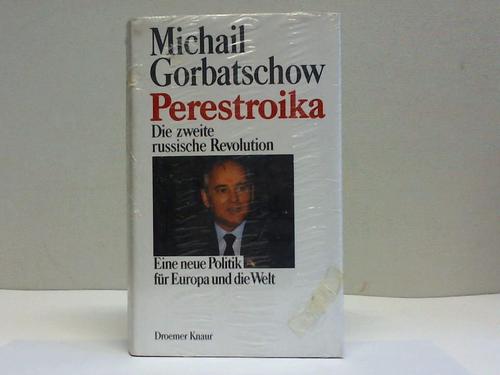 Michail
Gorbatschow
Perestroika
Die zweite
russische Revolution
Eine neue Politik
für Europa und die Welt
Droemer Knaur